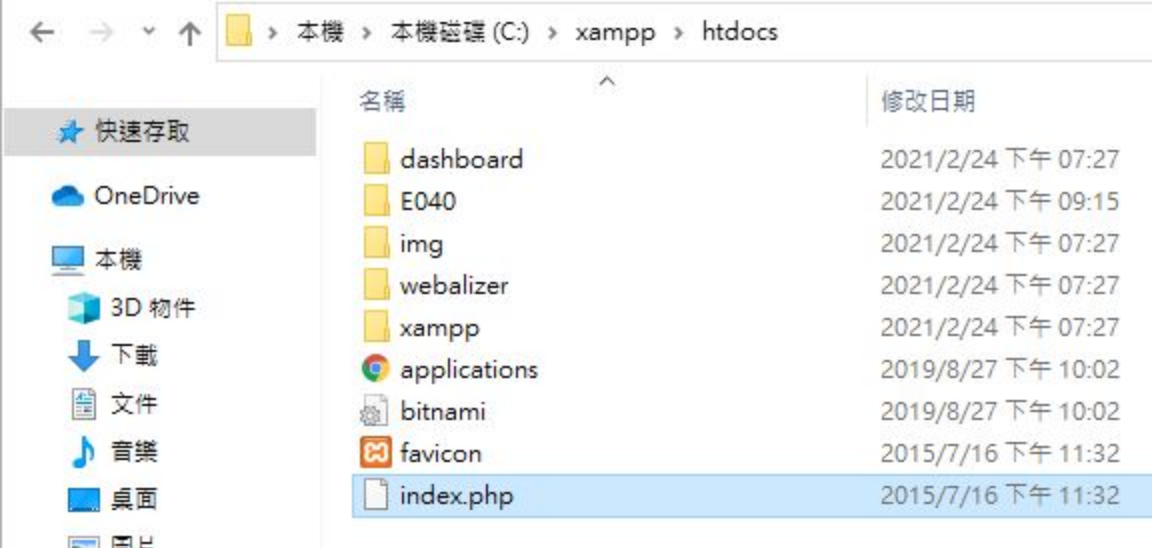 本機 › 本機磁碟 (C:) › xampp › htdocs
名稱 修改日期
快速存取
OneDrive
本機
3D 物件
下載
文件
音樂
桌面
圖片
dashboard 2021/2/24 下午 07:27
E040 2021/2/24 下午 09:15
img 2021/2/24 下午 07:27
webalizer 2021/2/24 下午 07:27
xampp 2021/2/24 下午 07:27
applications 2019/8/27 下午 10:02
bitnami 2019/8/27 下午 10:02
favicon 2015/7/16 下午 11:32
index.php 2015/7/16 下午 11:32